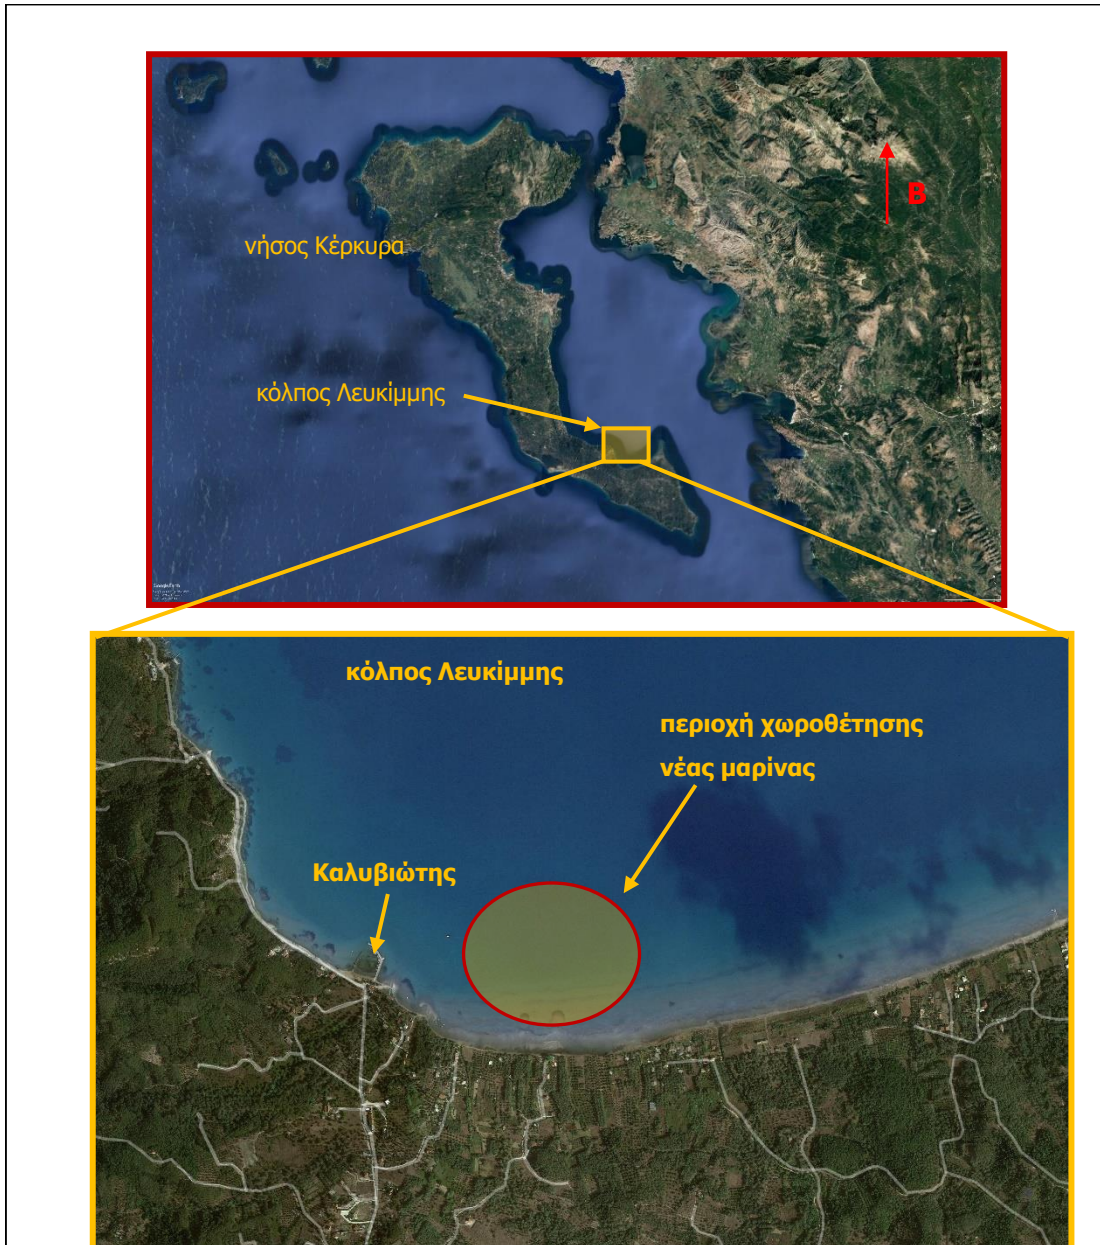 B
νήσος Κέρκυρα
κόλπος Λευκίμμης
κόλπος Λευκίμμης
περιοχή χωροθέτησης
νέας μαρίνας
Καλυβιώτης